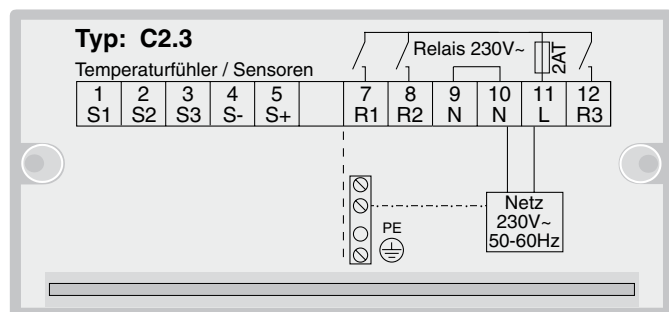 Typ: C2.3
Relais 230V~
2AT
Temperaturfühler / Sensoren
1 2 3 4 5 7 8 9 10 11 12
S1 S2 S3 S- S+ R1 R2 N N L R3
PE
Netz
230V~
50-60Hz